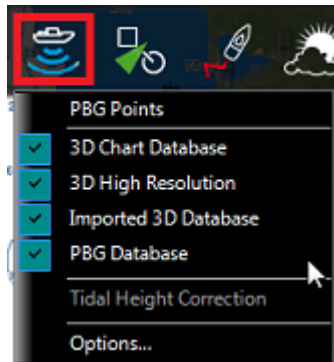 PBG Points
3D Chart Database
3D High Resolution
Imported 3D Database
PBG Database
Tidal Height Correction
Options...